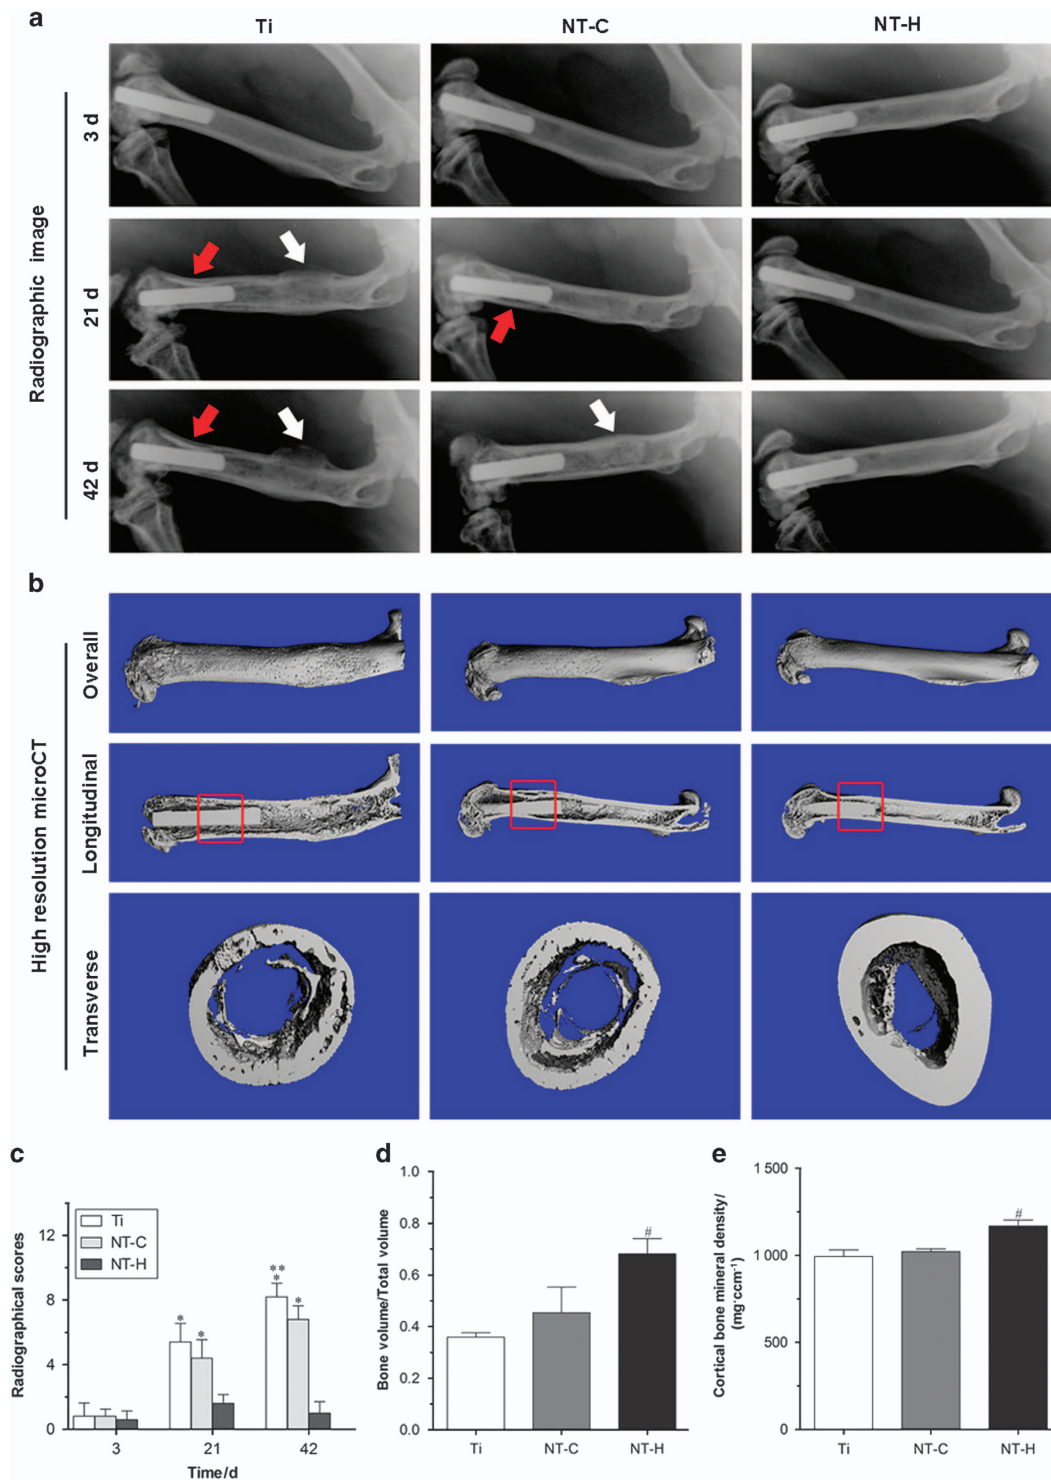 a
Ti
NT-C
NT-H
Radiographic image
3 d
21 d
42 d
b
High resolution microCT
Overall
Longitudinal
Transverse
c
Radiographical scores
12
8
4
0
Ti
NT-C
NT-H
*
*
**
*
*
3
21
42
Time/d
d
Bone volume/Total volume
1.0
0.8
0.6
0.4
0.2
0
#
Ti
NT-C
NT-H
e
Cortical bone mineral density/
(mg·ccm-1)
1 500
1 000
500
0
#
Ti
NT-C
NT-H